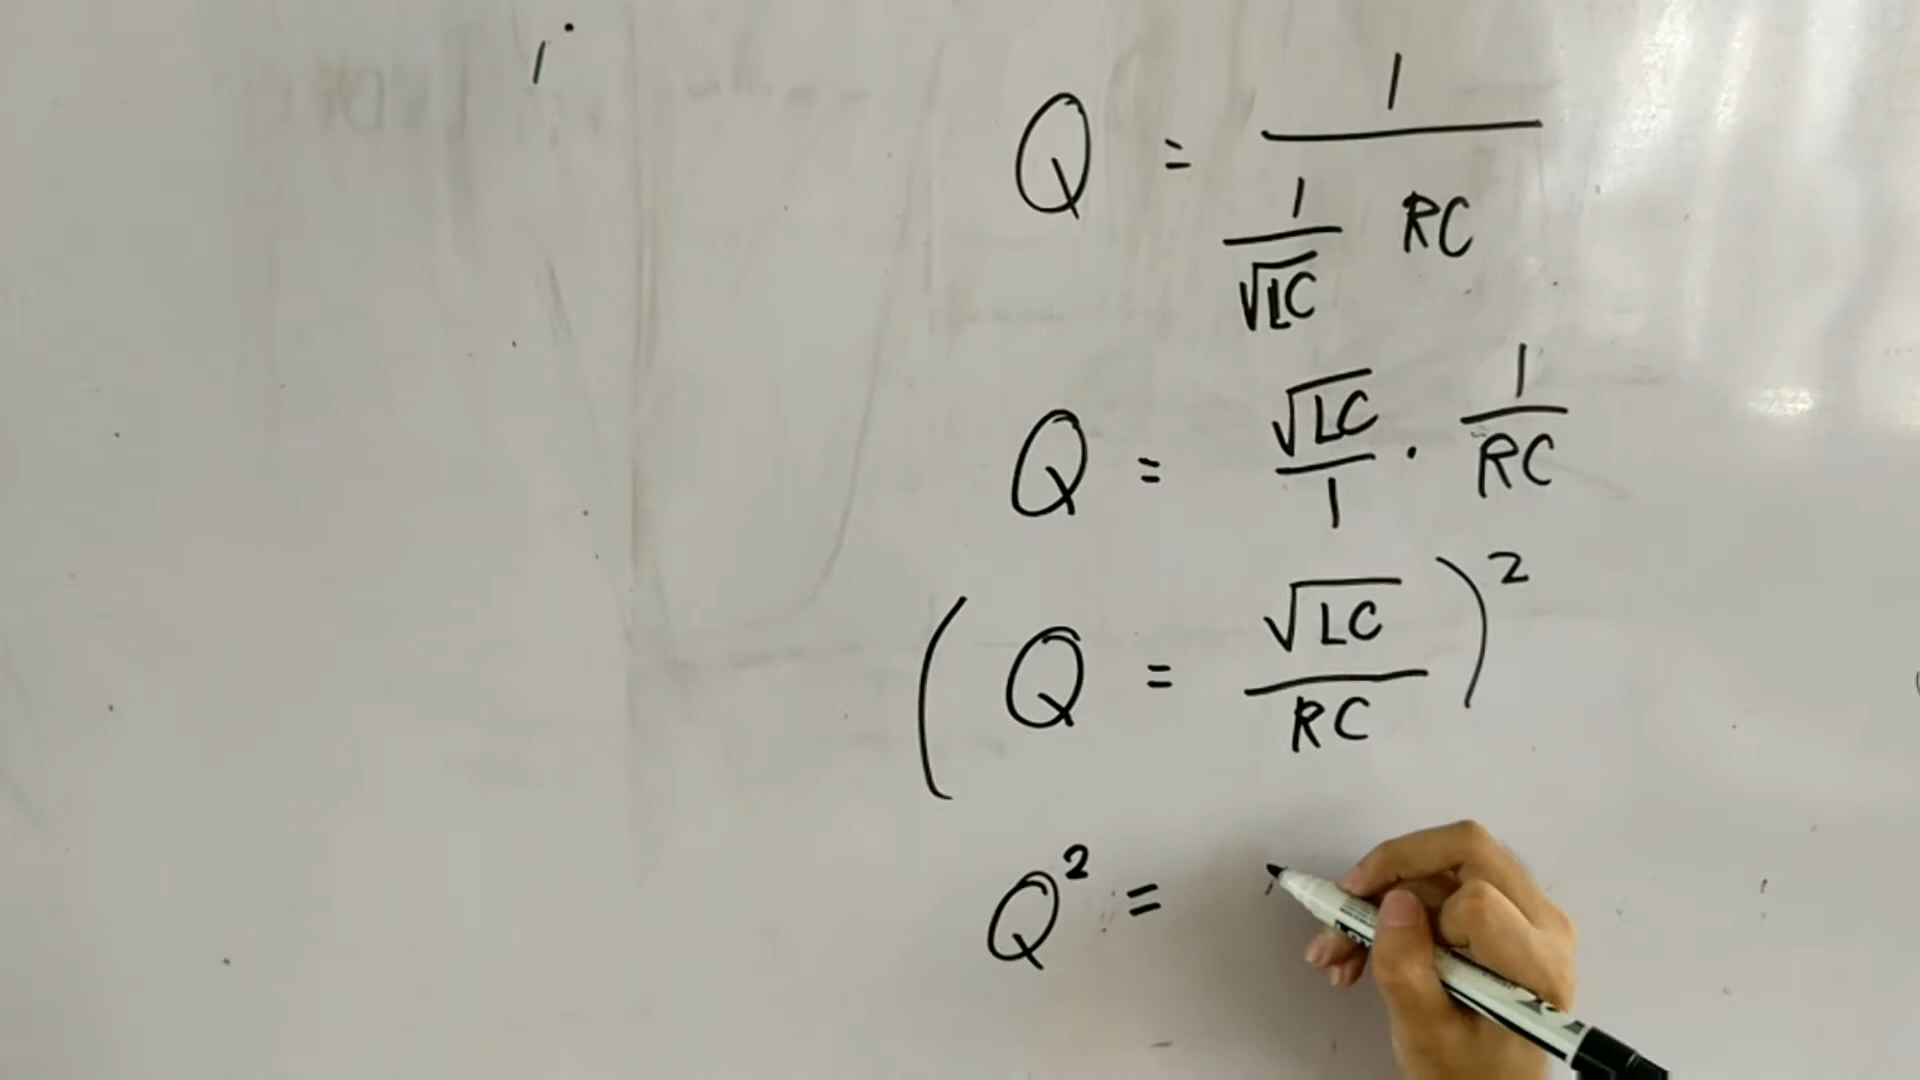 Q = 1 / (1/√LC RC)
Q = √LC/1 · 1/RC
(Q = √LC/RC)²
Q² =